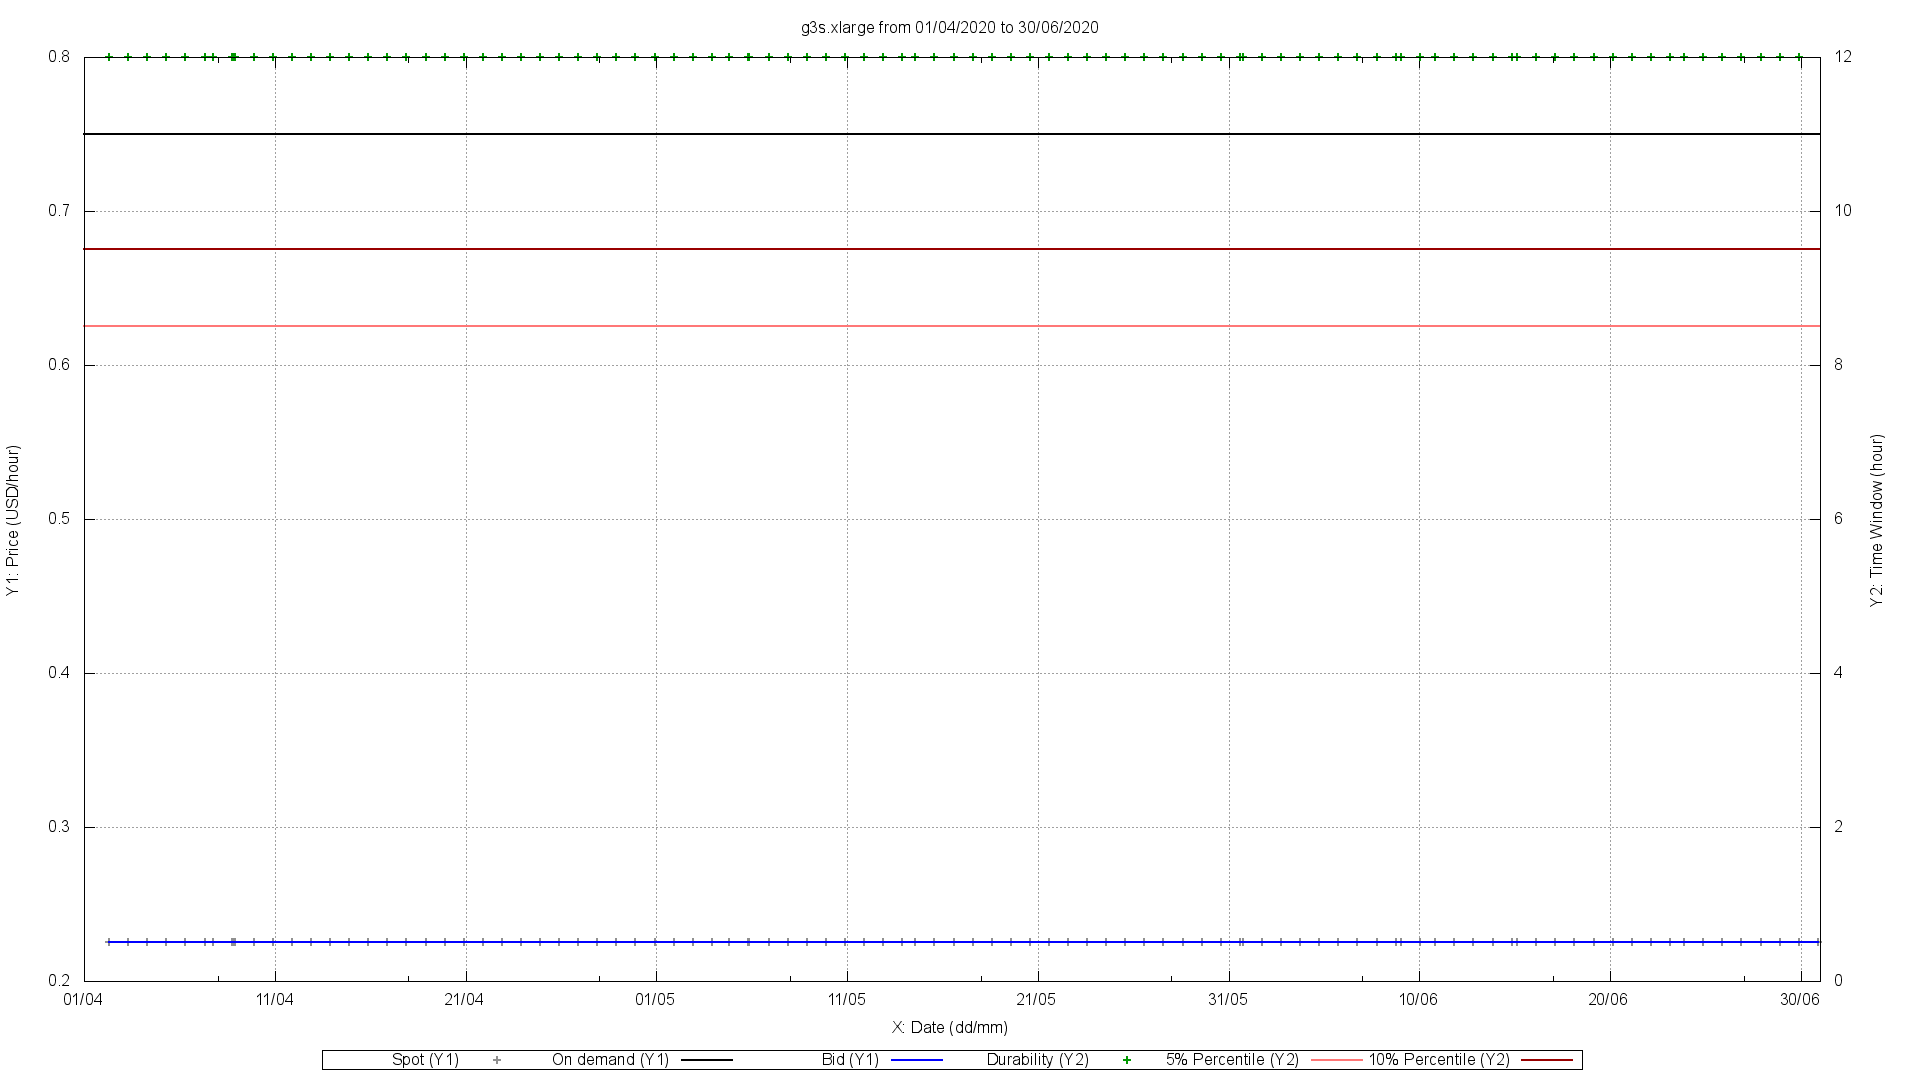 g3s.xlarge from 01/04/2020 to 30/06/2020
0.8
0.7
0.6
0.5
0.4
0.3
0.2
Y1: Price (USD/hour)
12
10
8
6
4
2
0
Y2: Time Window (hour)
01/04 11/04 21/04 01/05 11/05 21/05 31/05 10/06 20/06 30/06
X: Date (dd/mm)
Spot (Y1) On demand (Y1) Bid (Y1) Durability (Y2) 5% Percentile (Y2) 10% Percentile (Y2)